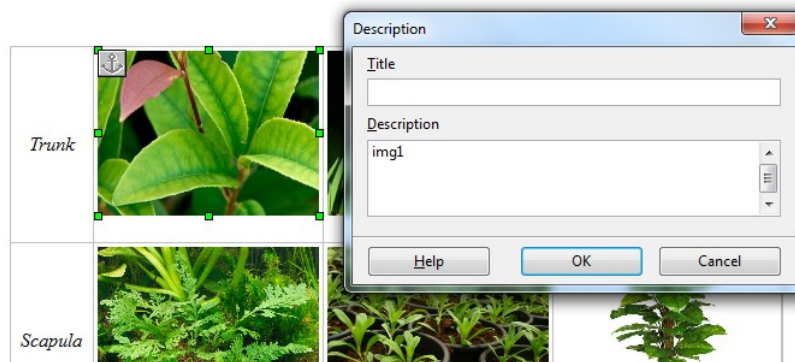 Description
Title
Description
img1
Trunk
Help
OK
Cancel
Scapula